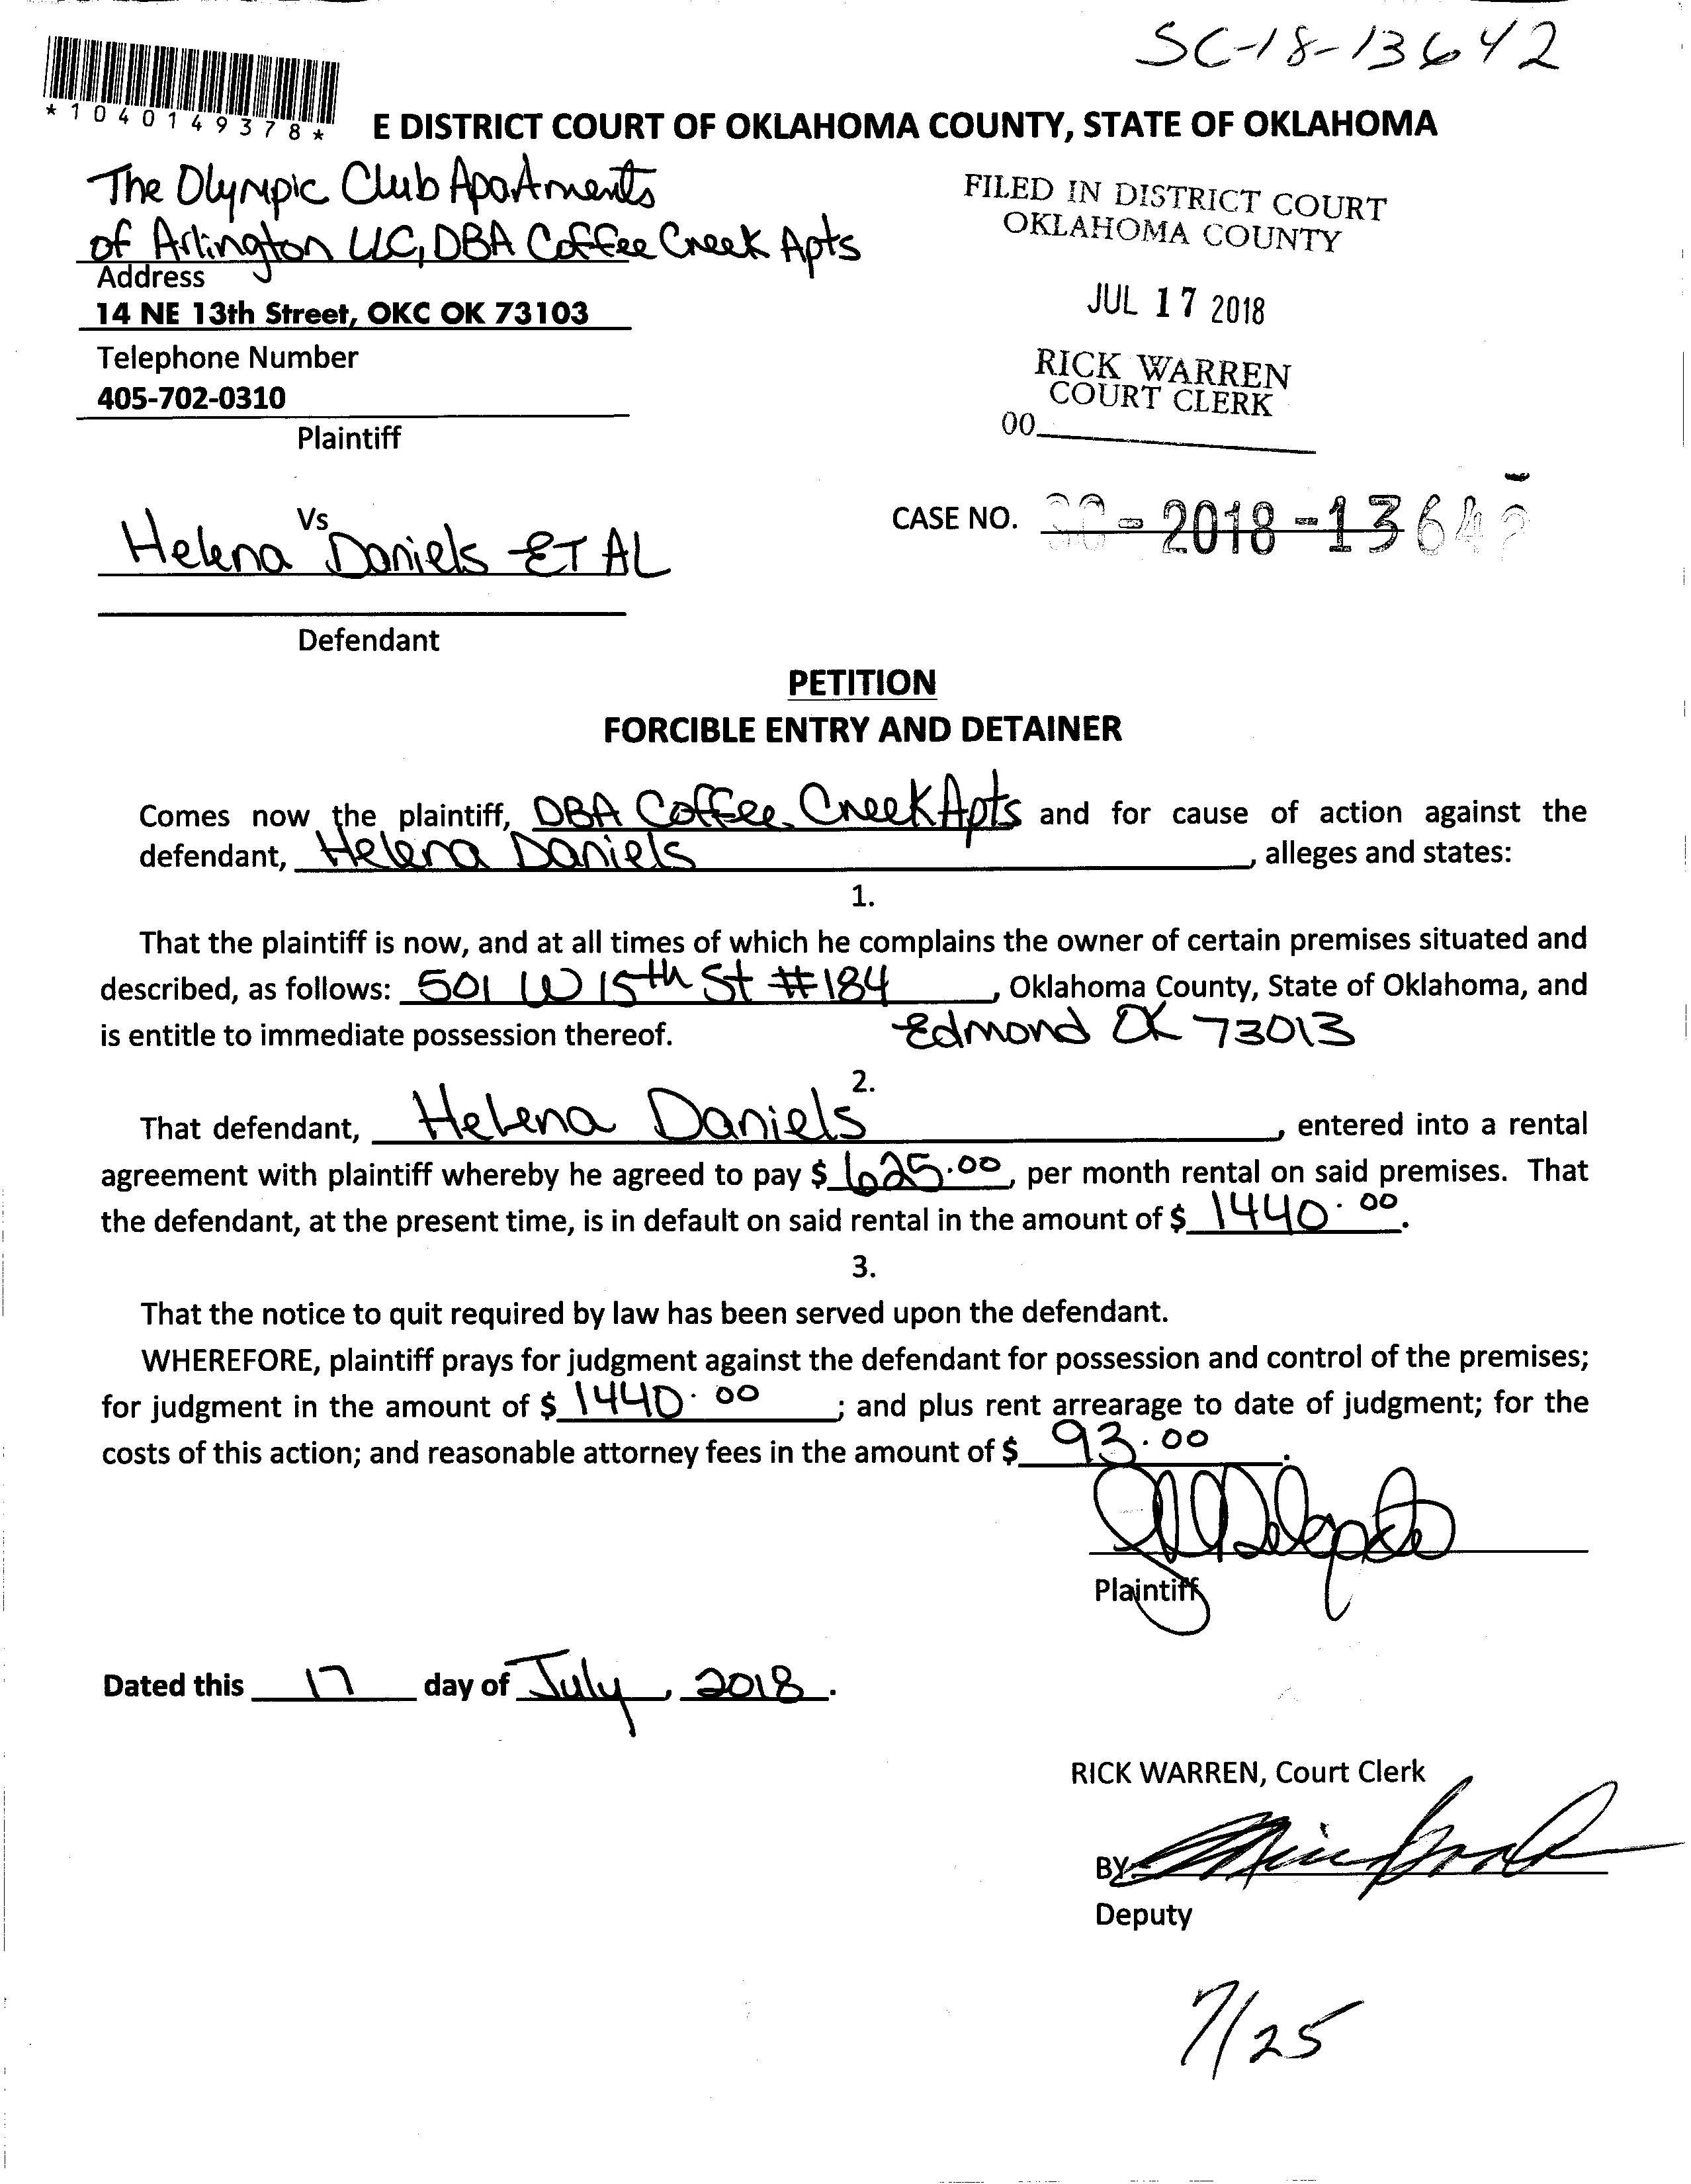 SC-18-13642
*1040149378*
E DISTRICT COURT OF OKLAHOMA COUNTY, STATE OF OKLAHOMA
The Olympic Club Apartments
of Arlington LLC, DBA Coffee Creek Apts
Address
14 NE 13th Street, OKC OK 73103
Telephone Number
405-702-0310
Plaintiff
FILED IN DISTRICT COURT
OKLAHOMA COUNTY
JUL 17 2018
RICK WARREN
COURT CLERK
00
Vs
Helena Daniels ET AL
Defendant
CASE NO. SC-2018-13642
PETITION
FORCIBLE ENTRY AND DETAINER
Comes now the plaintiff, DBA Coffee Creek Apts and for cause of action against the
defendant, Helena Daniels, alleges and states:
1.
That the plaintiff is now, and at all times of which he complains the owner of certain premises situated and
described, as follows: 501 W 15th St #184, Oklahoma County, State of Oklahoma, and
is entitle to immediate possession thereof. Edmond OK 73013
2.
That defendant, Helena Daniels, entered into a rental
agreement with plaintiff whereby he agreed to pay $ 625.00, per month rental on said premises. That
the defendant, at the present time, is in default on said rental in the amount of $ 1440.00.
3.
That the notice to quit required by law has been served upon the defendant.
WHEREFORE, plaintiff prays for judgment against the defendant for possession and control of the premises;
for judgment in the amount of $ 1440.00; and plus rent arrearage to date of judgment; for the
costs of this action; and reasonable attorney fees in the amount of $ 93.00.
Plaintiff
Dated this 17 day of July, 2018.
RICK WARREN, Court Clerk
BY
Deputy
7/25